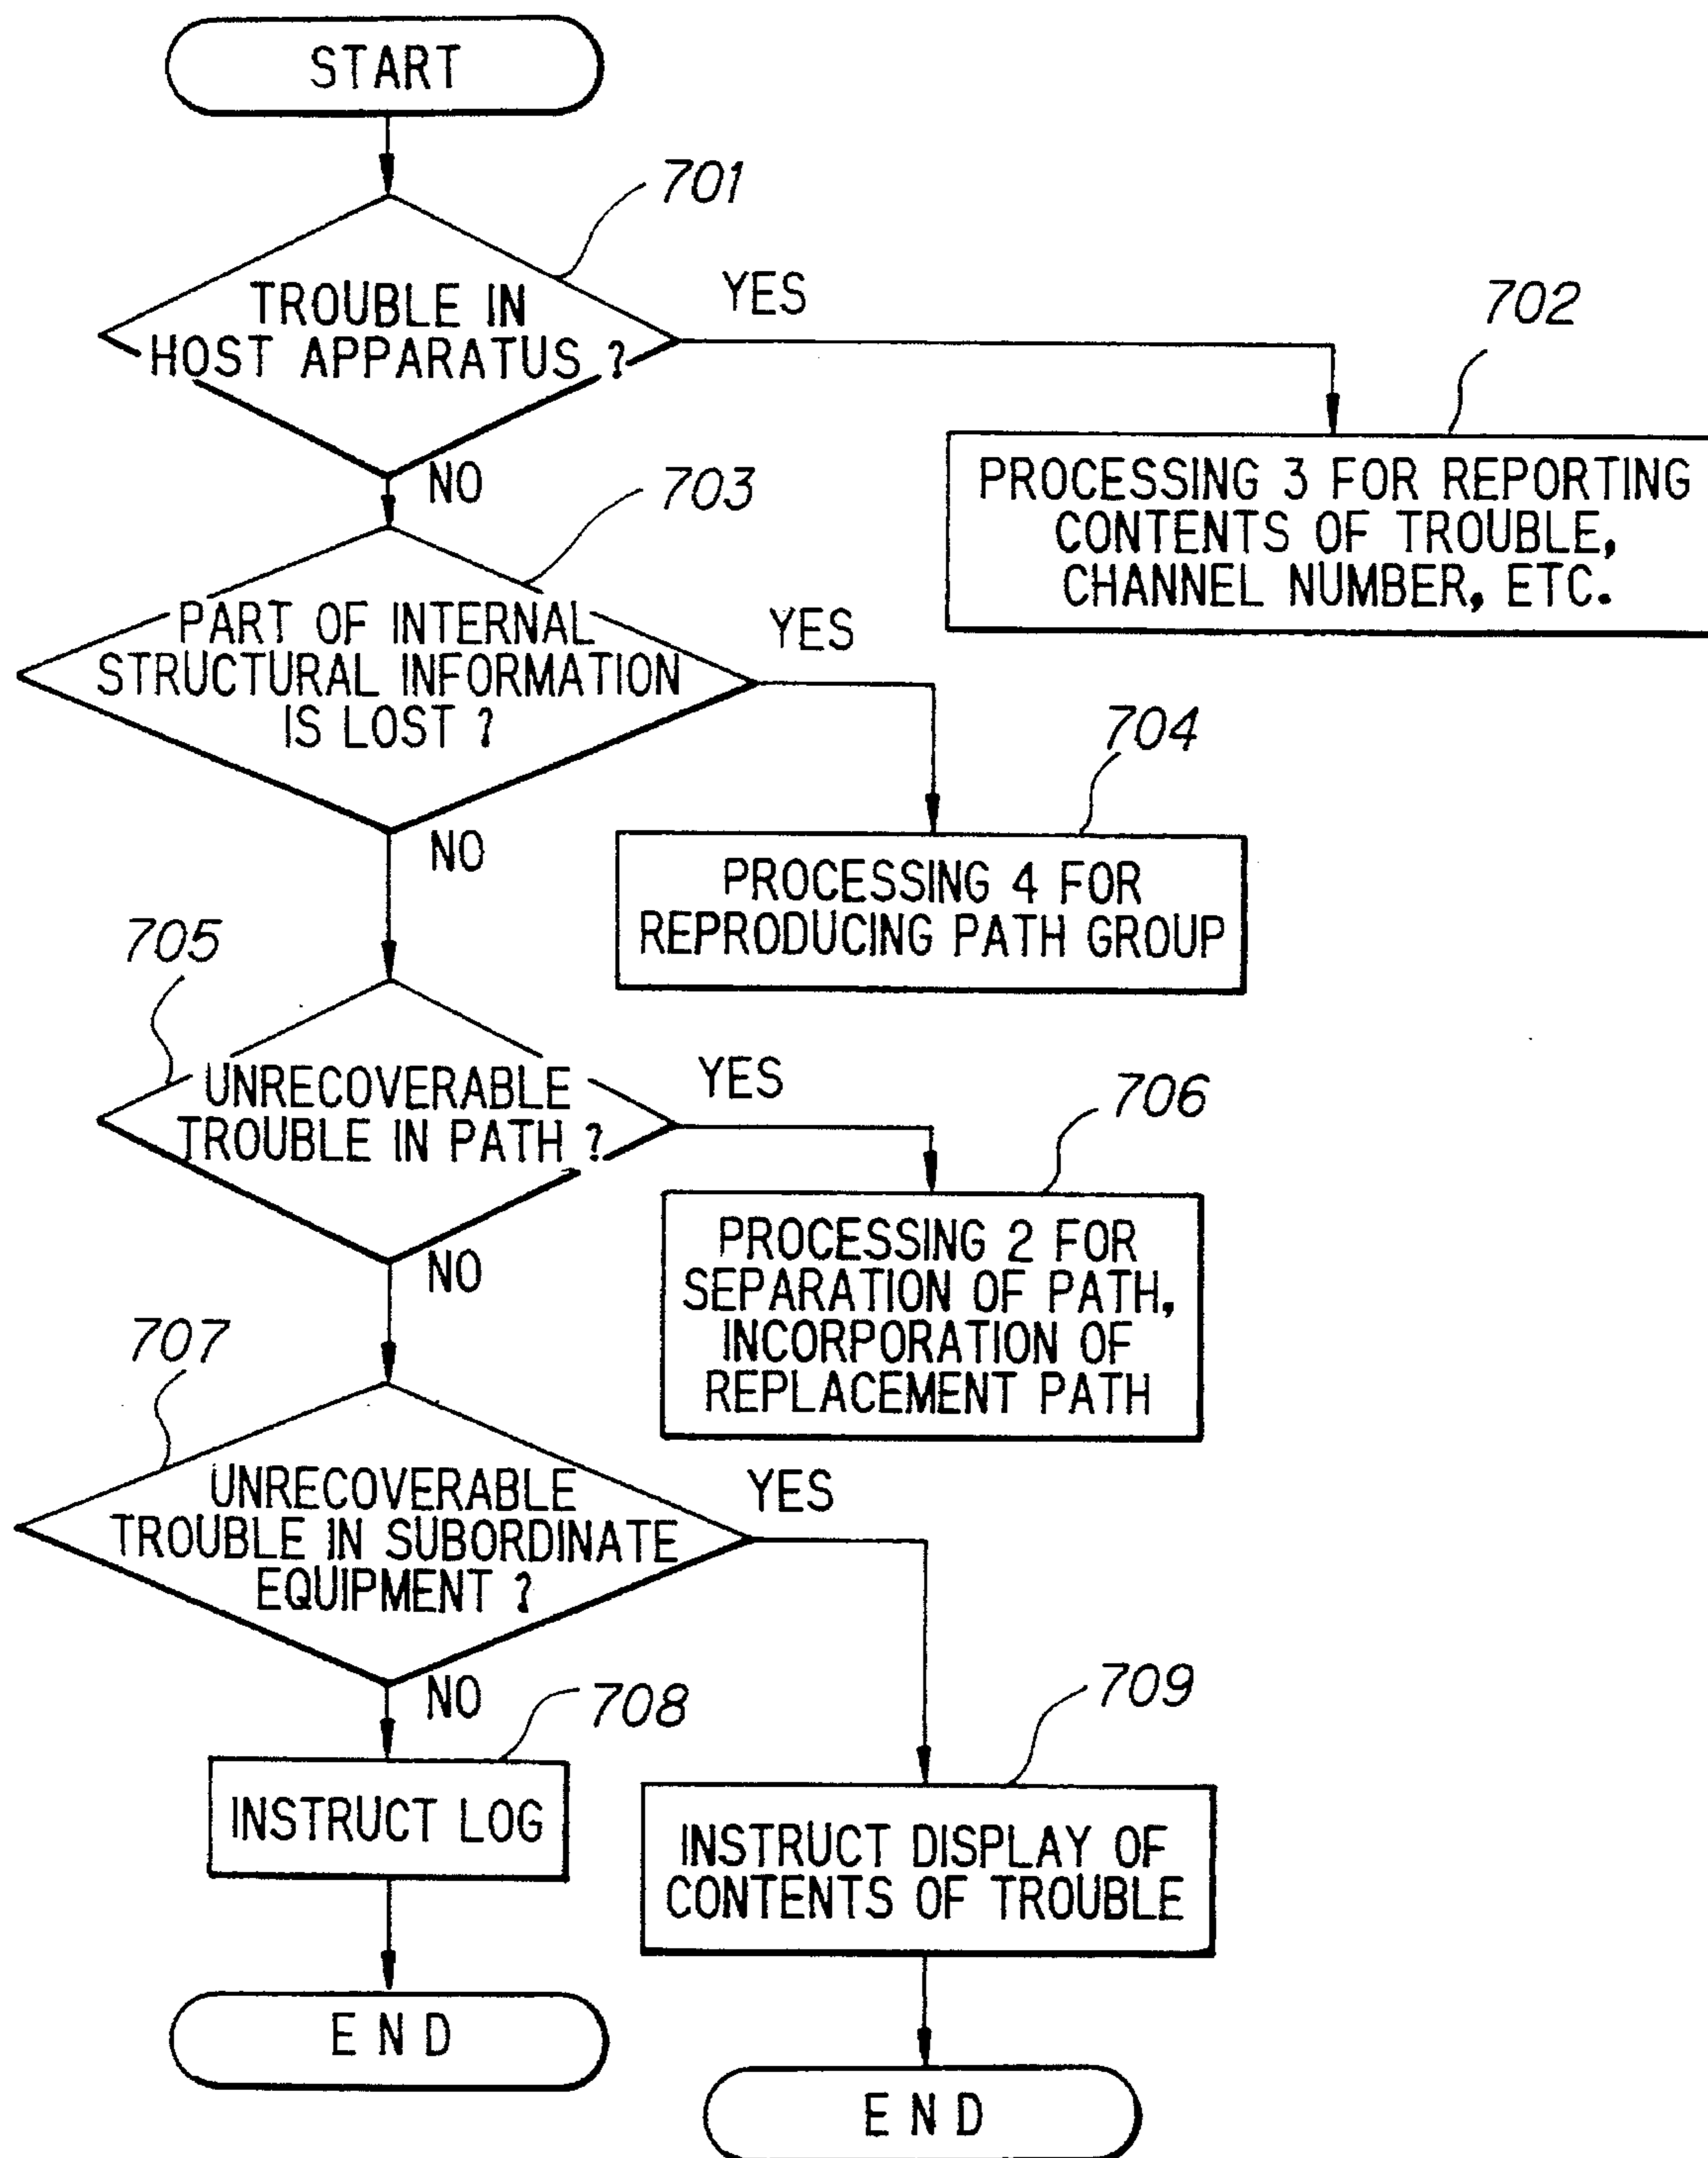 START
701
TROUBLE IN
HOST APPARATUS ?
YES
NO
702
PROCESSING 3 FOR REPORTING
CONTENTS OF TROUBLE,
CHANNEL NUMBER, ETC.
703
PART OF INTERNAL
STRUCTURAL INFORMATION
IS LOST ?
YES
NO
704
PROCESSING 4 FOR
REPRODUCING PATH GROUP
705
UNRECOVERABLE
TROUBLE IN PATH ?
YES
NO
706
PROCESSING 2 FOR
SEPARATION OF PATH,
INCORPORATION OF
REPLACEMENT PATH
707
UNRECOVERABLE
TROUBLE IN SUBORDINATE
EQUIPMENT ?
YES
NO
708
INSTRUCT LOG
709
INSTRUCT DISPLAY OF
CONTENTS OF TROUBLE
END
END